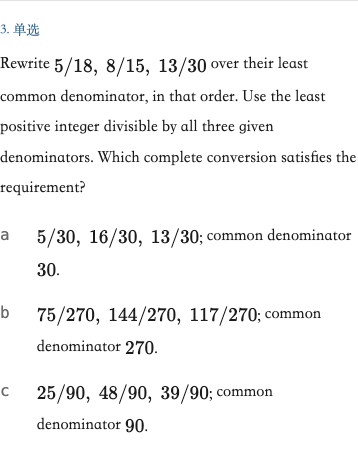 3. 单选
Rewrite 5/18, 8/15, 13/30 over their least
common denominator, in that order. Use the least
positive integer divisible by all three given
denominators. Which complete conversion satisfies the
requirement?
a 5/30, 16/30, 13/30; common denominator
30.
b 75/270, 144/270, 117/270; common
denominator 270.
c 25/90, 48/90, 39/90; common
denominator 90.